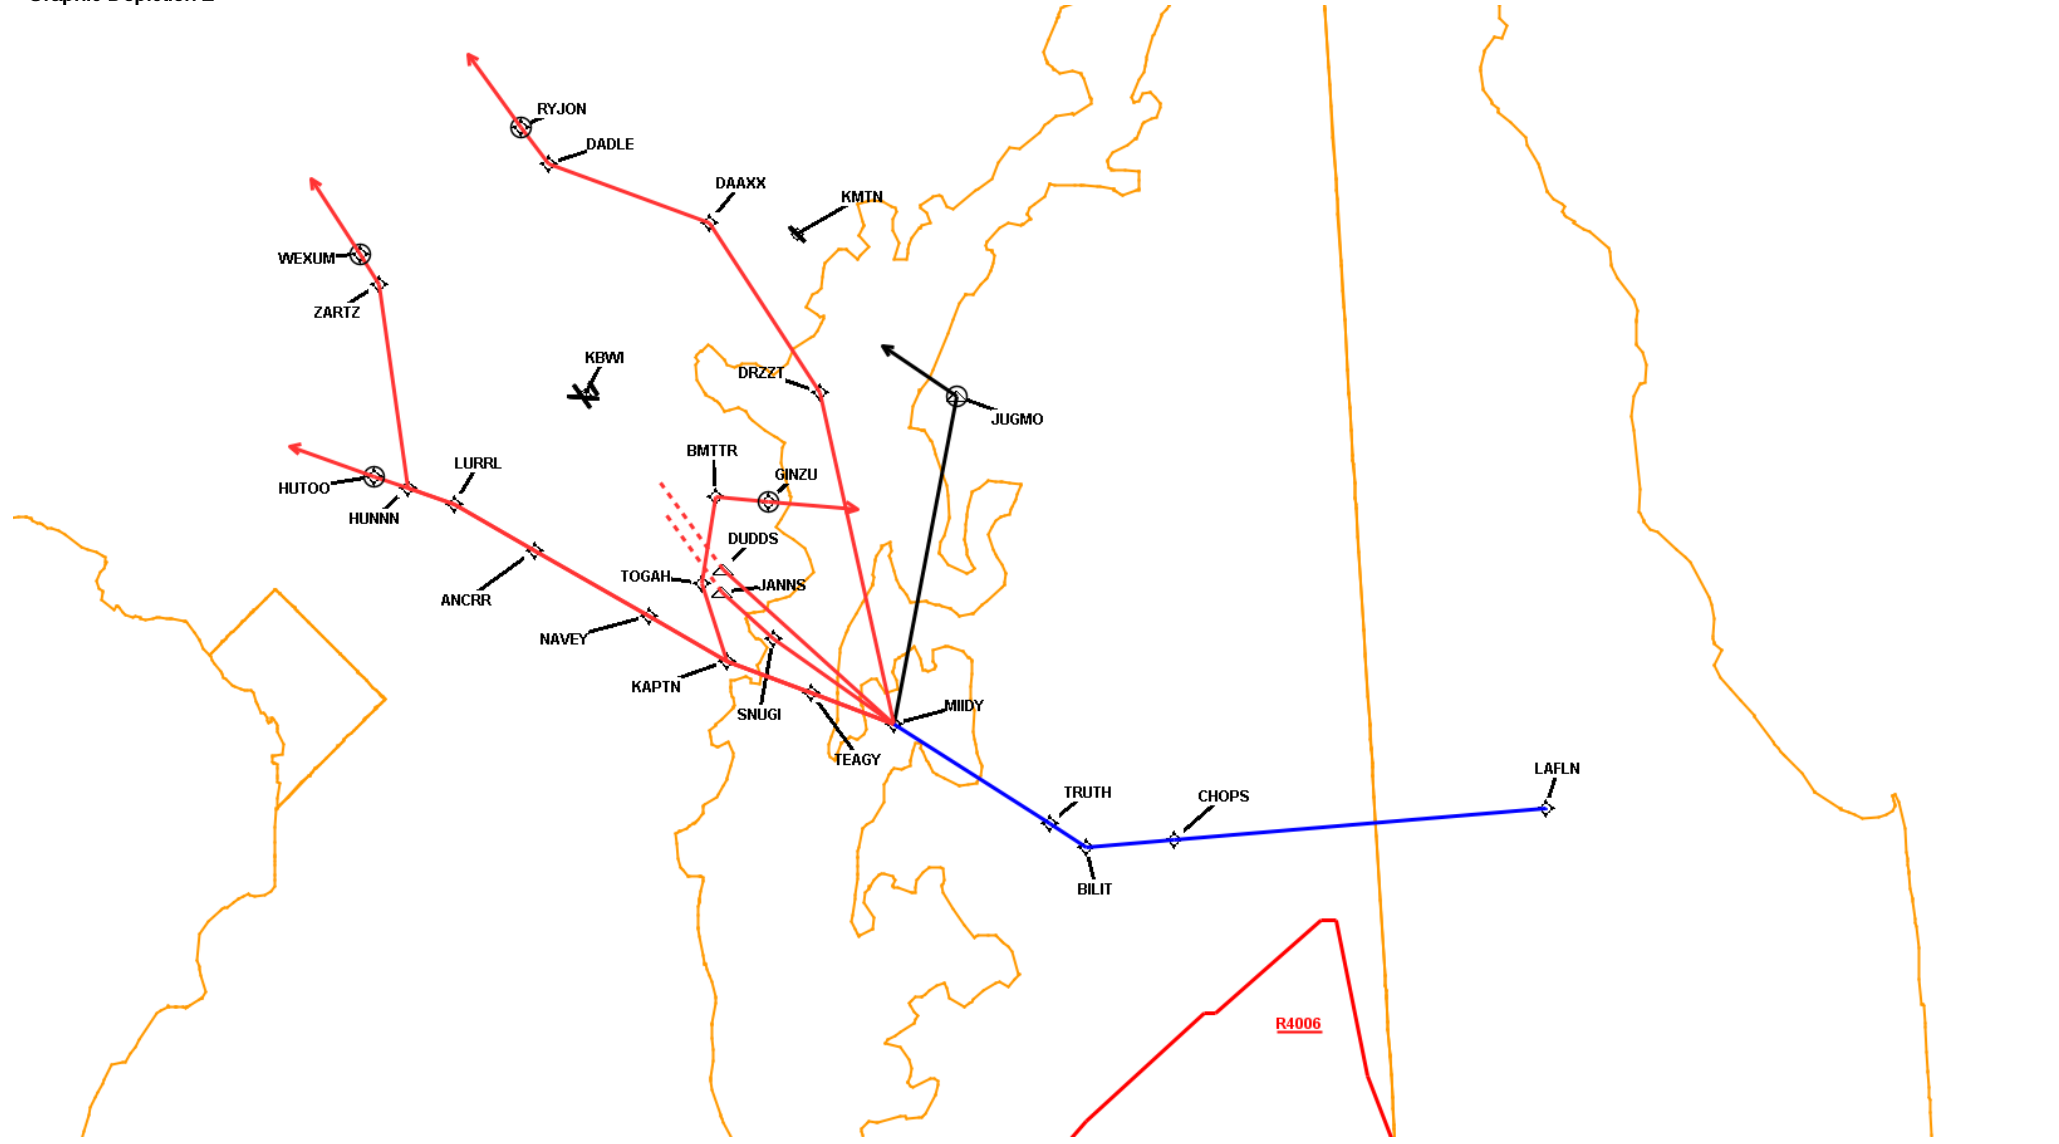 RYJON
DADLE
DAAXX
KMTN
WEXUM
ZARTZ
KBWI
DRZZT
JUGMO
BMTTR
LURRL
GINZU
HUTOO
HUNNN
DUDDS
TOGAH
JANNS
ANCRR
NAVEY
KAPTN
SNUGI
MIIDY
TEAGY
LAFLN
TRUTH
CHOPS
BILIT
R4006